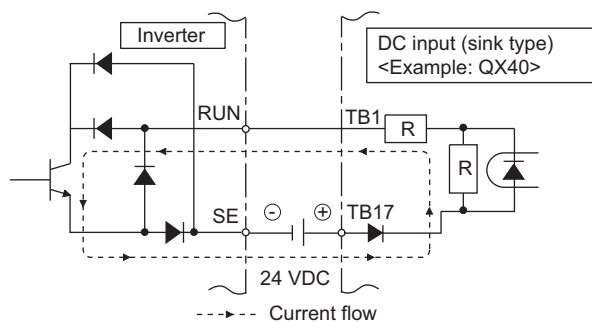 Inverter
DC input (sink type)
<Example: QX40>
RUN
TB1
R
R
SE
-
+
TB17
24 VDC
Current flow